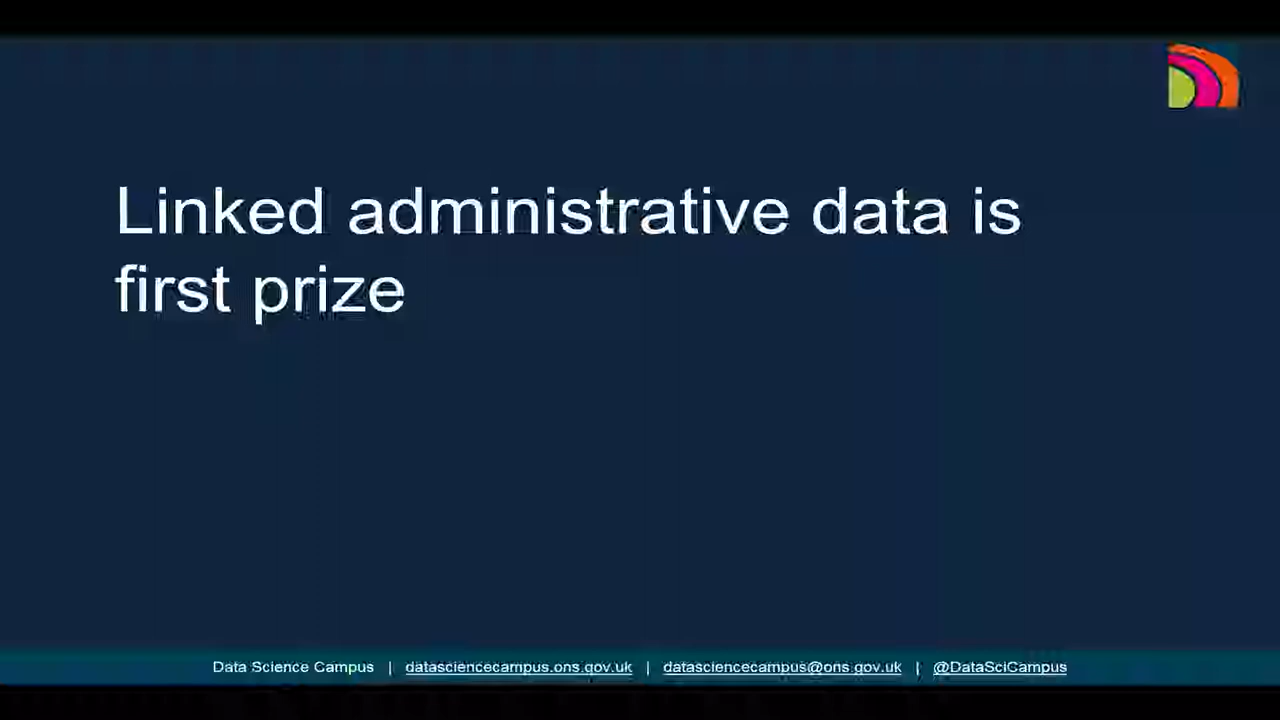 Linked administrative data is
first prize
Data Science Campus | datasciencecampus.ons.gov.uk | datasciencecampus@ons.gov.uk | @DataSciCampus